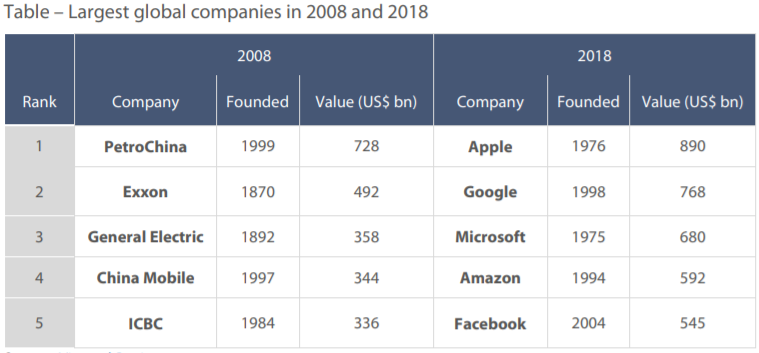 Table – Largest global companies in 2008 and 2018
2008 2018
Rank Company Founded Value (US$ bn) Company Founded Value (US$ bn)
1 PetroChina 1999 728 Apple 1976 890
2 Exxon 1870 492 Google 1998 768
3 General Electric 1892 358 Microsoft 1975 680
4 China Mobile 1997 344 Amazon 1994 592
5 ICBC 1984 336 Facebook 2004 545